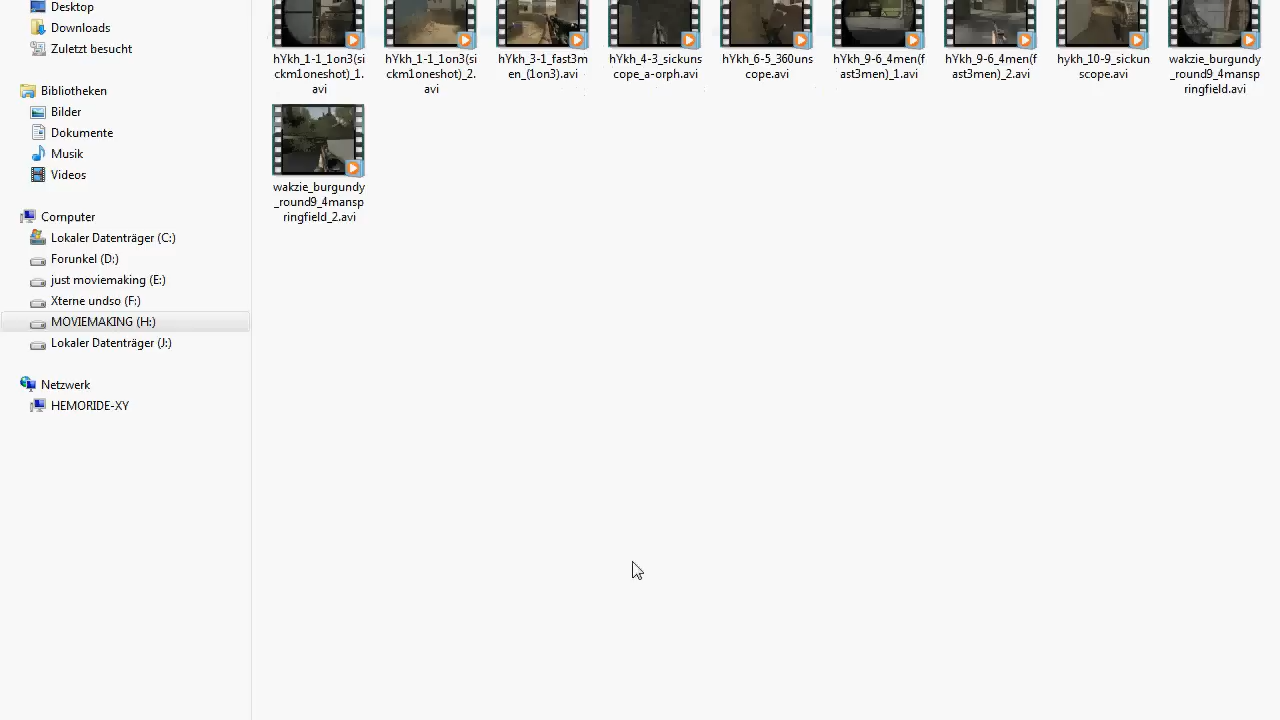 Desktop
Downloads
Zuletzt besucht
Bibliotheken
Bilder
Dokumente
Musik
Videos
Computer
Lokaler Datenträger (C:)
Forunkel (D:)
just moviemaking (E:)
Xterne undso (F:)
MOVIEMAKING (H:)
Lokaler Datenträger (J:)
Netzwerk
HEMORIDE-XY
hYkh_1-1_1on3(si
ckm1oneshot)_1.
avi
hYkh_1-1_1on3(si
ckm1oneshot)_2.
avi
hYkh_3-1_fast3m
en_(1on3).avi
hYkh_4-3_sickuns
cope_a-orph.avi
hYkh_6-5_360uns
cope.avi
hYkh_9-6_4men(f
ast3men)_1.avi
hYkh_9-6_4men(f
ast3men)_2.avi
hykh_10-9_sickun
scope.avi
wakzie_burgundy
_round9_4mansp
ringfield.avi
wakzie_burgundy
_round9_4mansp
ringfield_2.avi